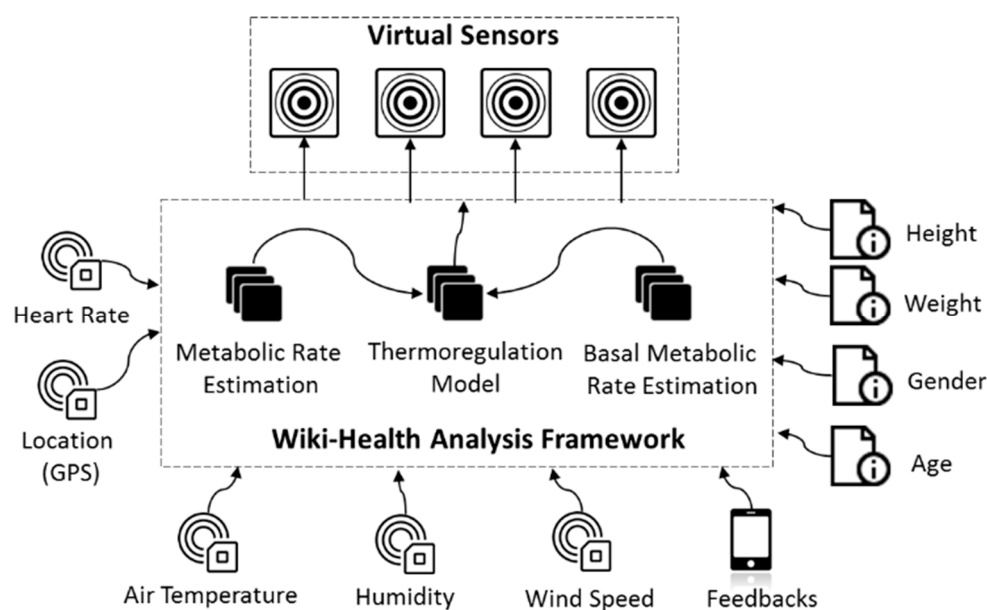 Virtual Sensors
Heart Rate
Location
(GPS)
Metabolic Rate
Estimation
Thermoregulation
Model
Basal Metabolic
Rate Estimation
Wiki-Health Analysis Framework
Height
Weight
Gender
Age
Air Temperature
Humidity
Wind Speed
Feedbacks